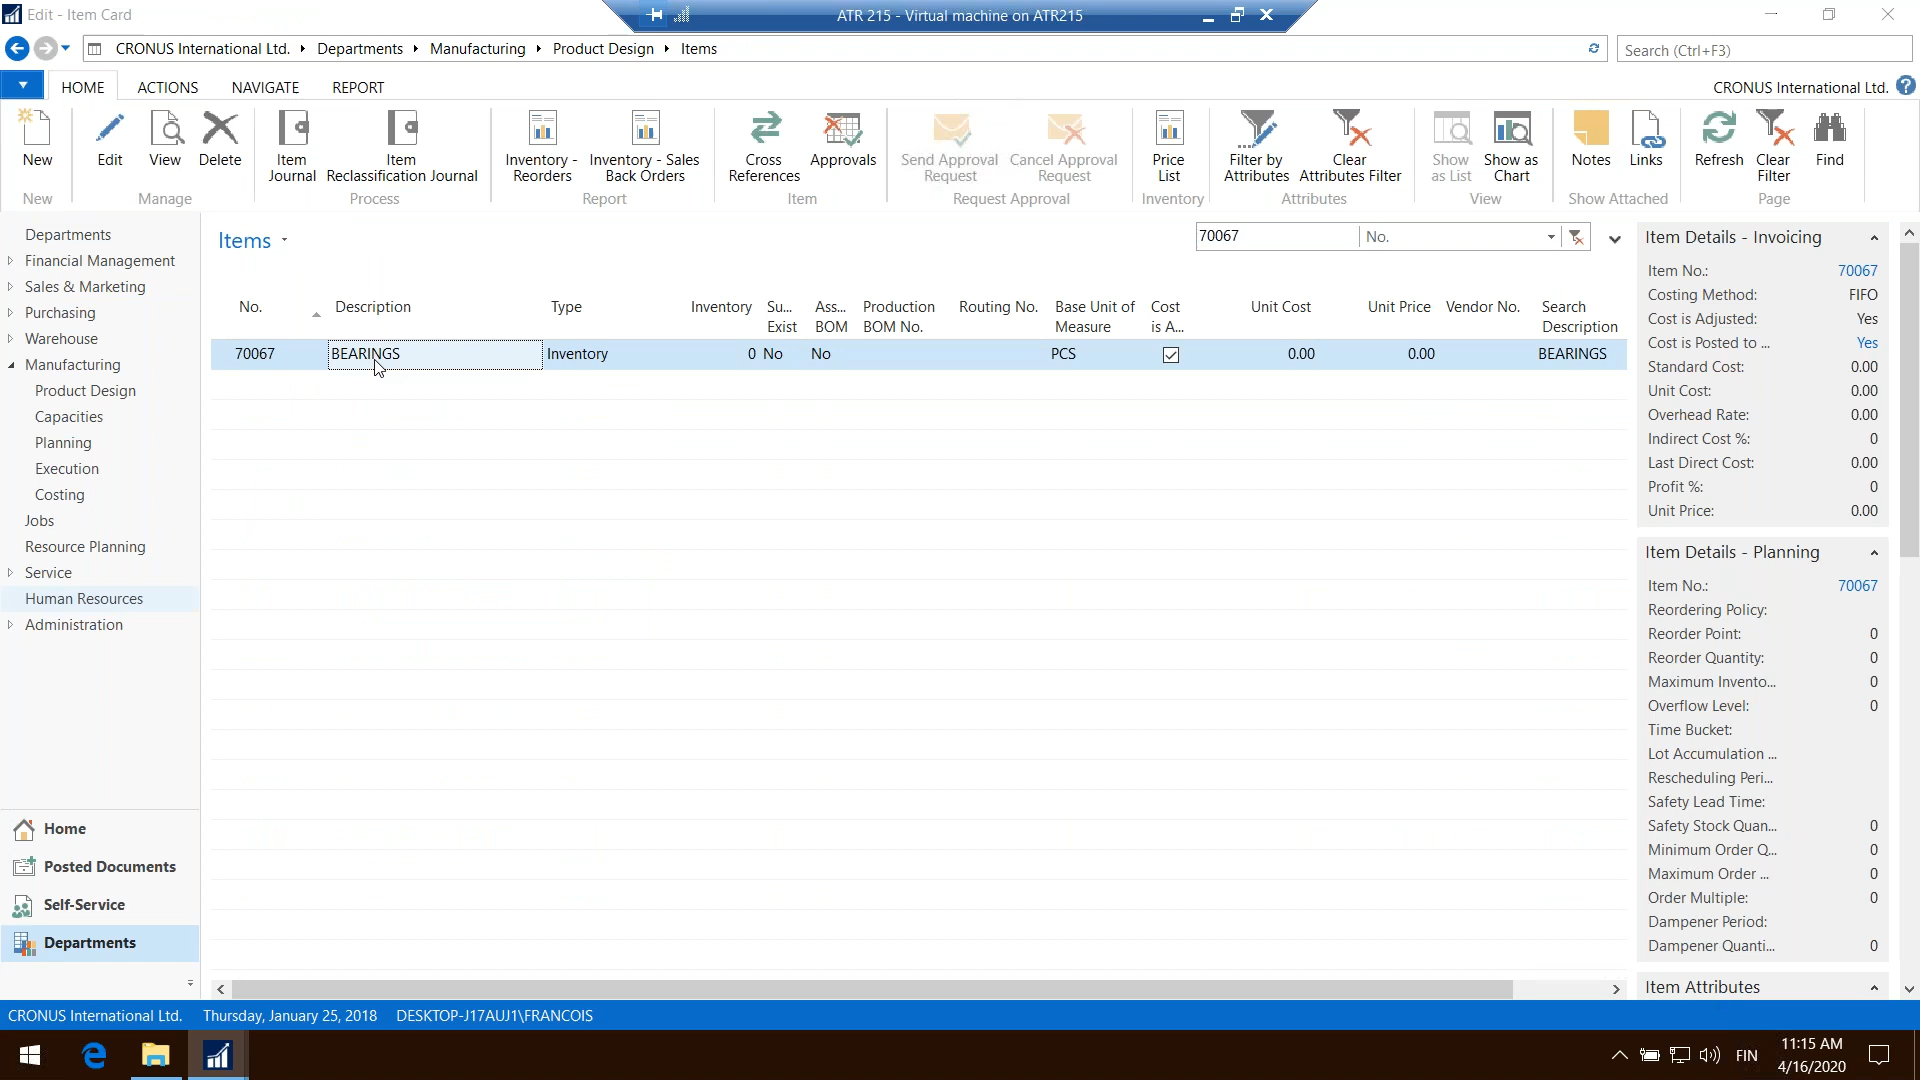 Edit - Item Card
ATR 215 - Virtual machine on ATR215
CRONUS International Ltd. Departments Manufacturing Product Design Items
Search (Ctrl+F3)
HOME ACTIONS NAVIGATE REPORT
CRONUS International Ltd.
New
Edit
View
Delete
Item Journal
Item Reclassification Journal
Inventory - Reorders
Inventory - Sales Back Orders
Cross References
Approvals
Send Approval Request
Cancel Approval Request
Price List
Filter by Attributes
Clear Attributes Filter
Show as List
Show as Chart
Notes
Links
Refresh
Clear Filter
Find
New Manage Process Report Item Request Approval Inventory Attributes View Show Attached Page
Departments
Financial Management
Sales & Marketing
Purchasing
Warehouse
Manufacturing
Product Design
Capacities
Planning
Execution
Costing
Jobs
Resource Planning
Service
Human Resources
Administration
Home
Posted Documents
Self-Service
Departments
Items
70067 No.
No. Description Type Inventory Su... Exist Ass... BOM Production BOM No. Routing No. Base Unit of Measure Cost is A... Unit Cost Unit Price Vendor No. Search Description
70067 BEARINGS Inventory 0 No No PCS 0.00 0.00 BEARINGS
Item Details - Invoicing
Item No.: 70067
Costing Method: FIFO
Cost is Adjusted: Yes
Cost is Posted to ... Yes
Standard Cost: 0.00
Unit Cost: 0.00
Overhead Rate: 0.00
Indirect Cost %: 0
Last Direct Cost: 0.00
Profit %: 0
Unit Price: 0.00
Item Details - Planning
Item No.: 70067
Reordering Policy:
Reorder Point: 0
Reorder Quantity: 0
Maximum Invento... 0
Overflow Level: 0
Time Bucket:
Lot Accumulation ...
Rescheduling Peri...
Safety Lead Time:
Safety Stock Quan... 0
Minimum Order Q... 0
Maximum Order ... 0
Order Multiple: 0
Dampener Period:
Dampener Quanti... 0
Item Attributes
CRONUS International Ltd. Thursday, January 25, 2018 DESKTOP-J17AUJ1\FRANCOIS
FIN
11:15 AM
4/16/2020